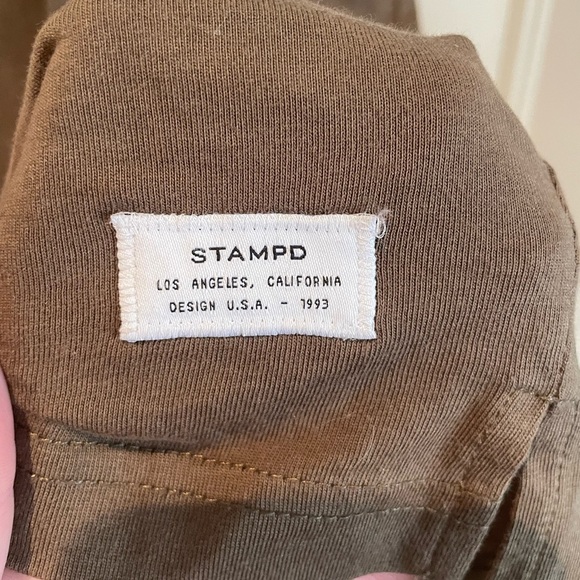 STAMPD
LOS ANGELES, CALIFORNIA
DESIGN U.S.A. - 1993